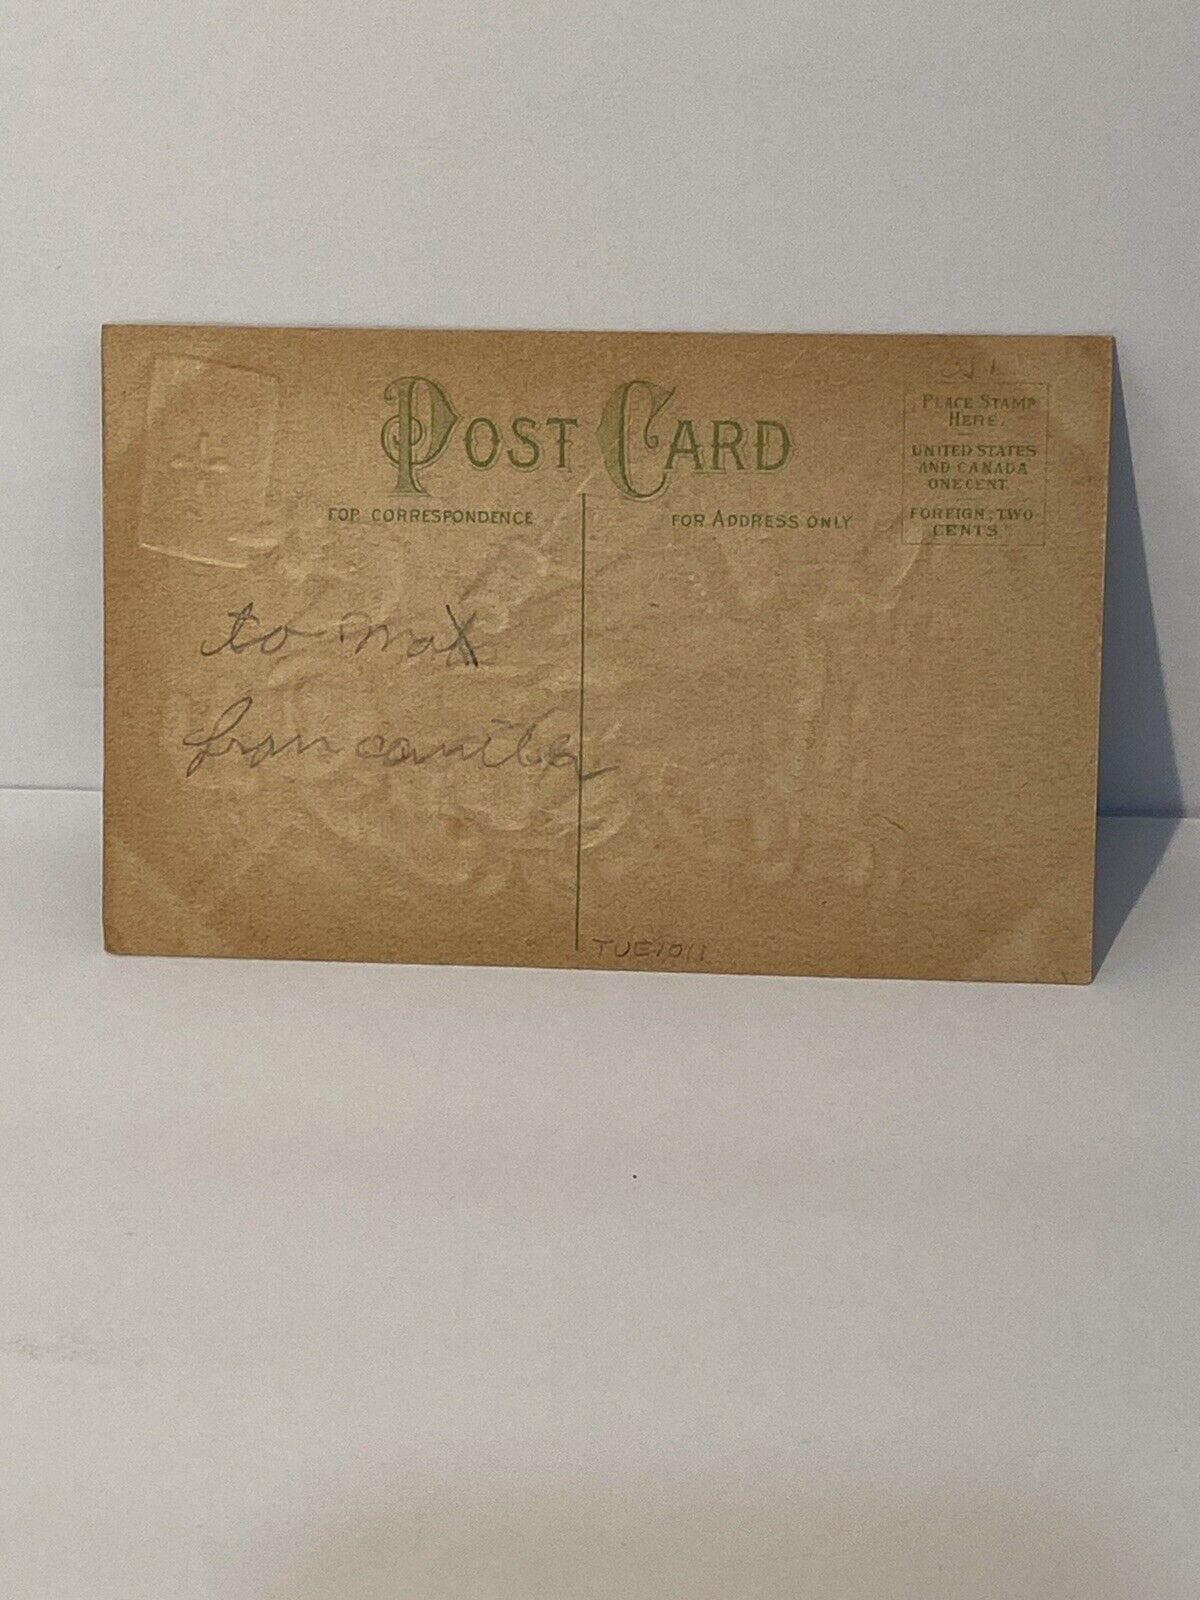 POST CARD
FOR CORRESPONDENCE
FOR ADDRESS ONLY
PLACE STAMP
HERE.
UNITED STATES
AND CANADA
ONE CENT.
FOREIGN, TWO
CENTS
to Max
from
TUE1011